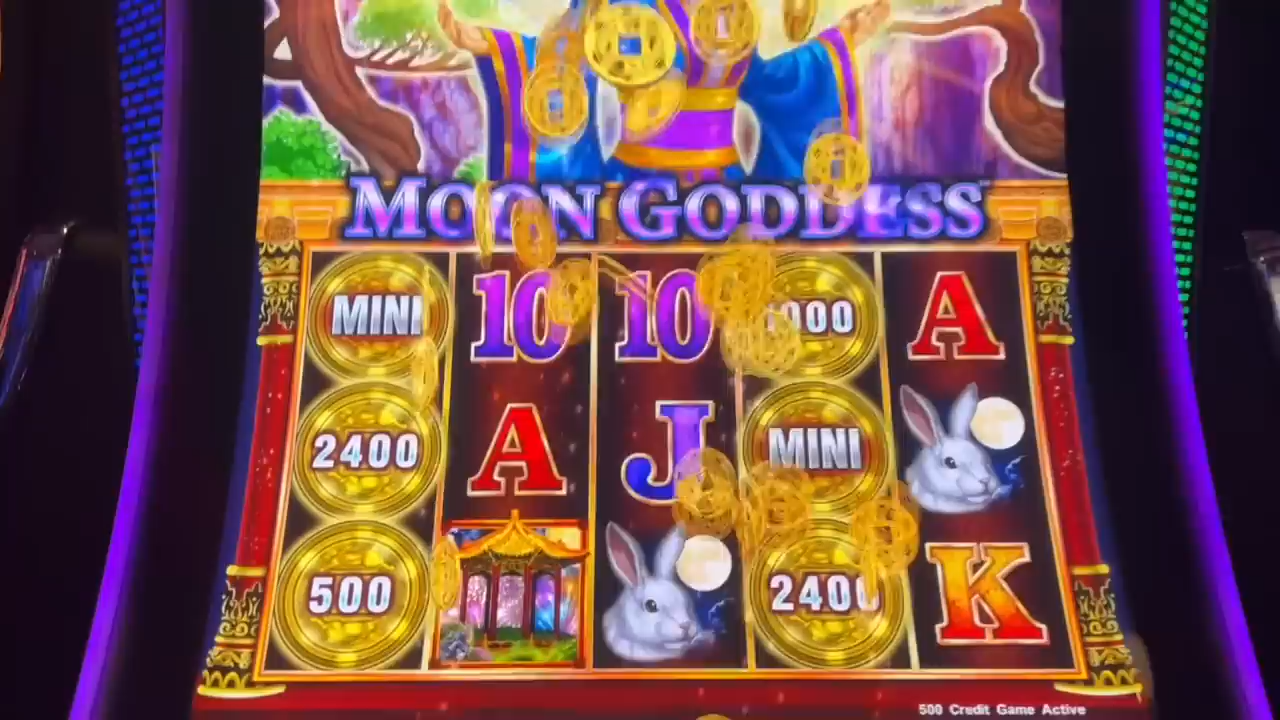 MOON GODDESS
MINI 10 10 A
2400 A J MINI
500 2400 K
500 Credit Game Active